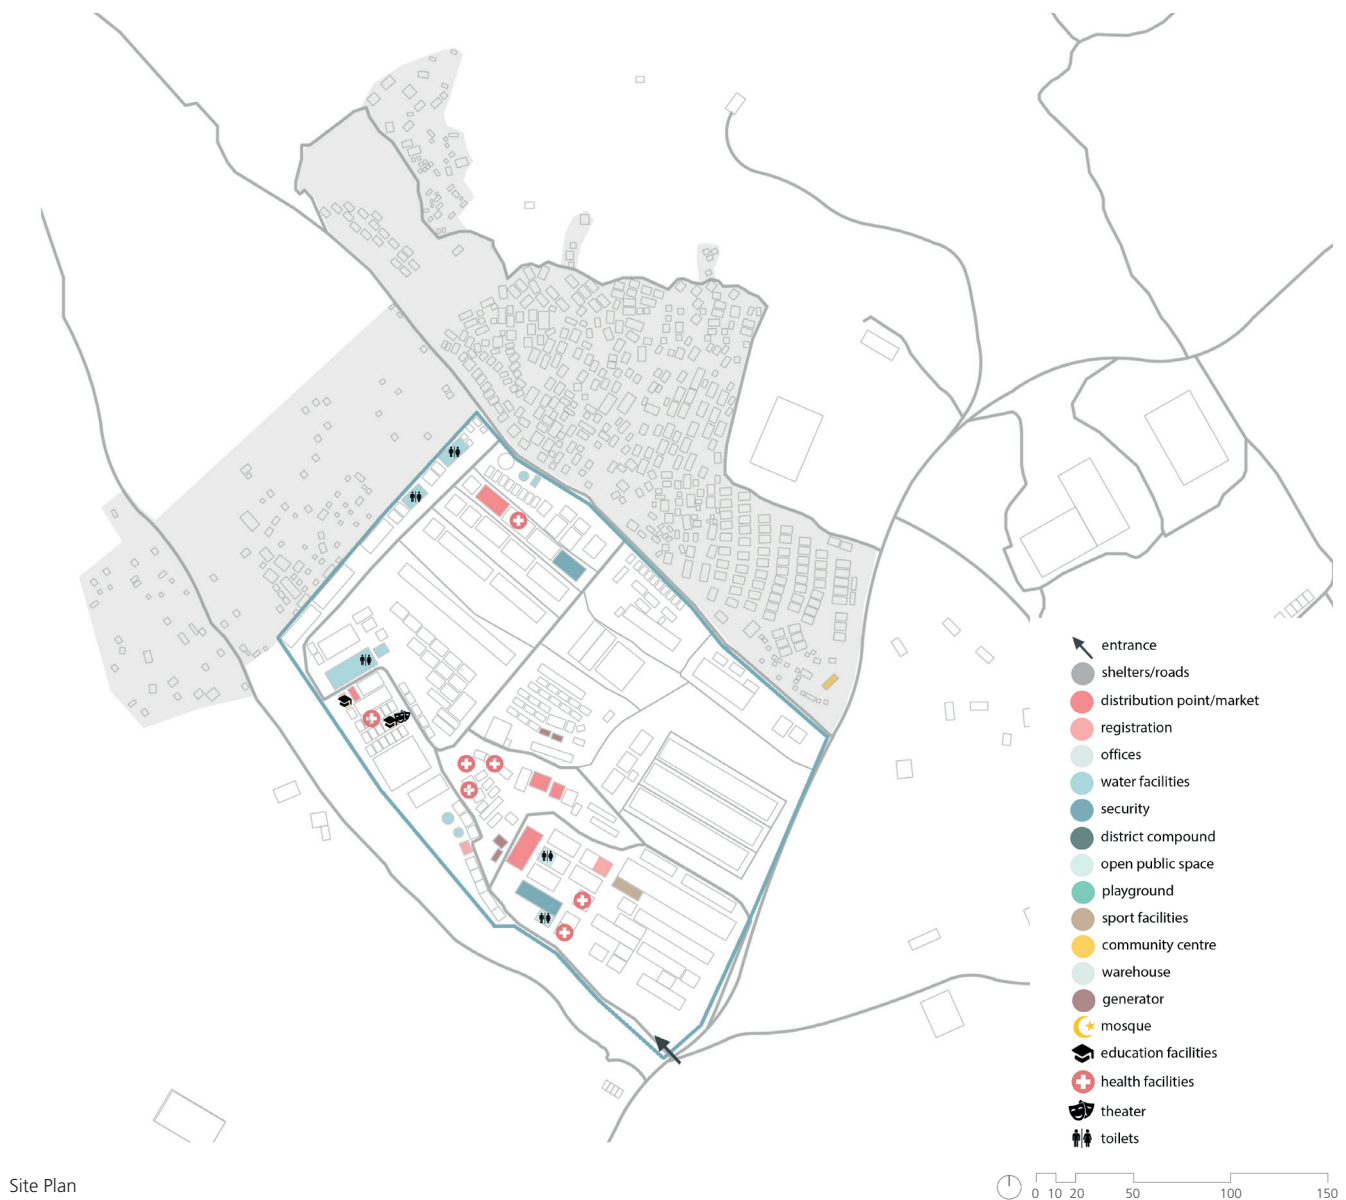 entrance
shelters/roads
distribution point/market
registration
offices
water facilities
security
district compound
open public space
playground
sport facilities
community centre
warehouse
generator
mosque
education facilities
health facilities
theater
toilets
Site Plan
0 10 20 50 100 150